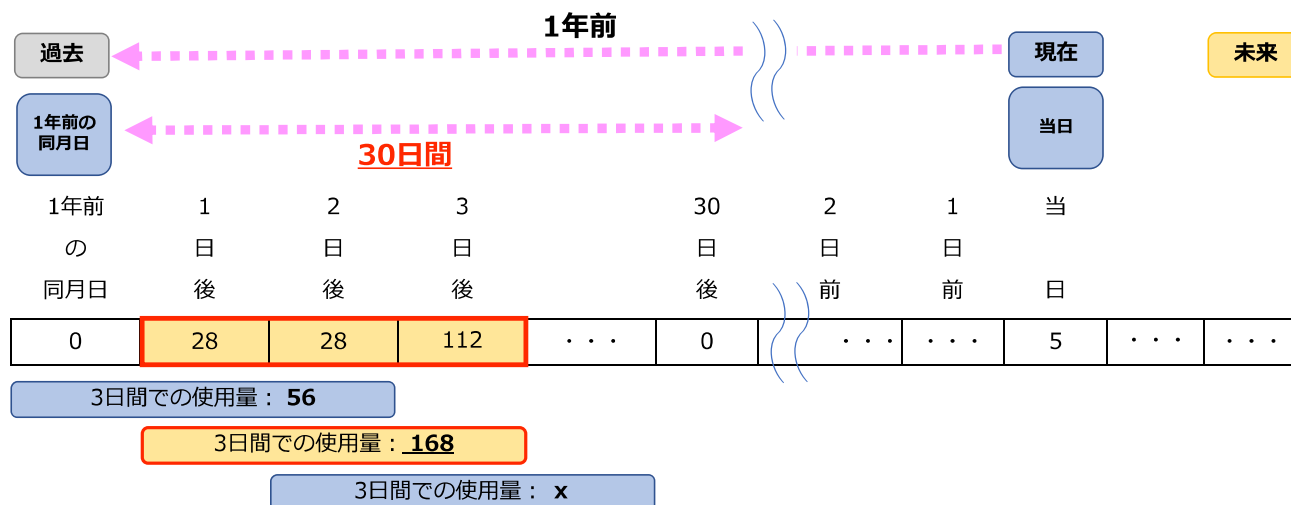 1年前
過去
現在
未来
1年前の
同月日
当日
30日間
1年前 1 2 3 30 2 1 当
の 日 日 日 日 日 日
同月日 後 後 後 後 前 前 日
0 28 28 112 ・・・ 0 ・・・ ・・・ 5 ・・・ ・・・
3日間での使用量： 56
3日間での使用量： 168
3日間での使用量： x